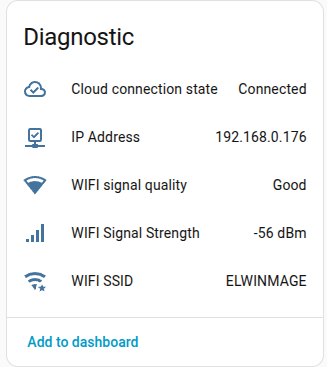 Diagnostic
Cloud connection state Connected
IP Address 192.168.0.176
WIFI signal quality Good
WIFI Signal Strength -56 dBm
WIFI SSID ELWINMAGE
Add to dashboard